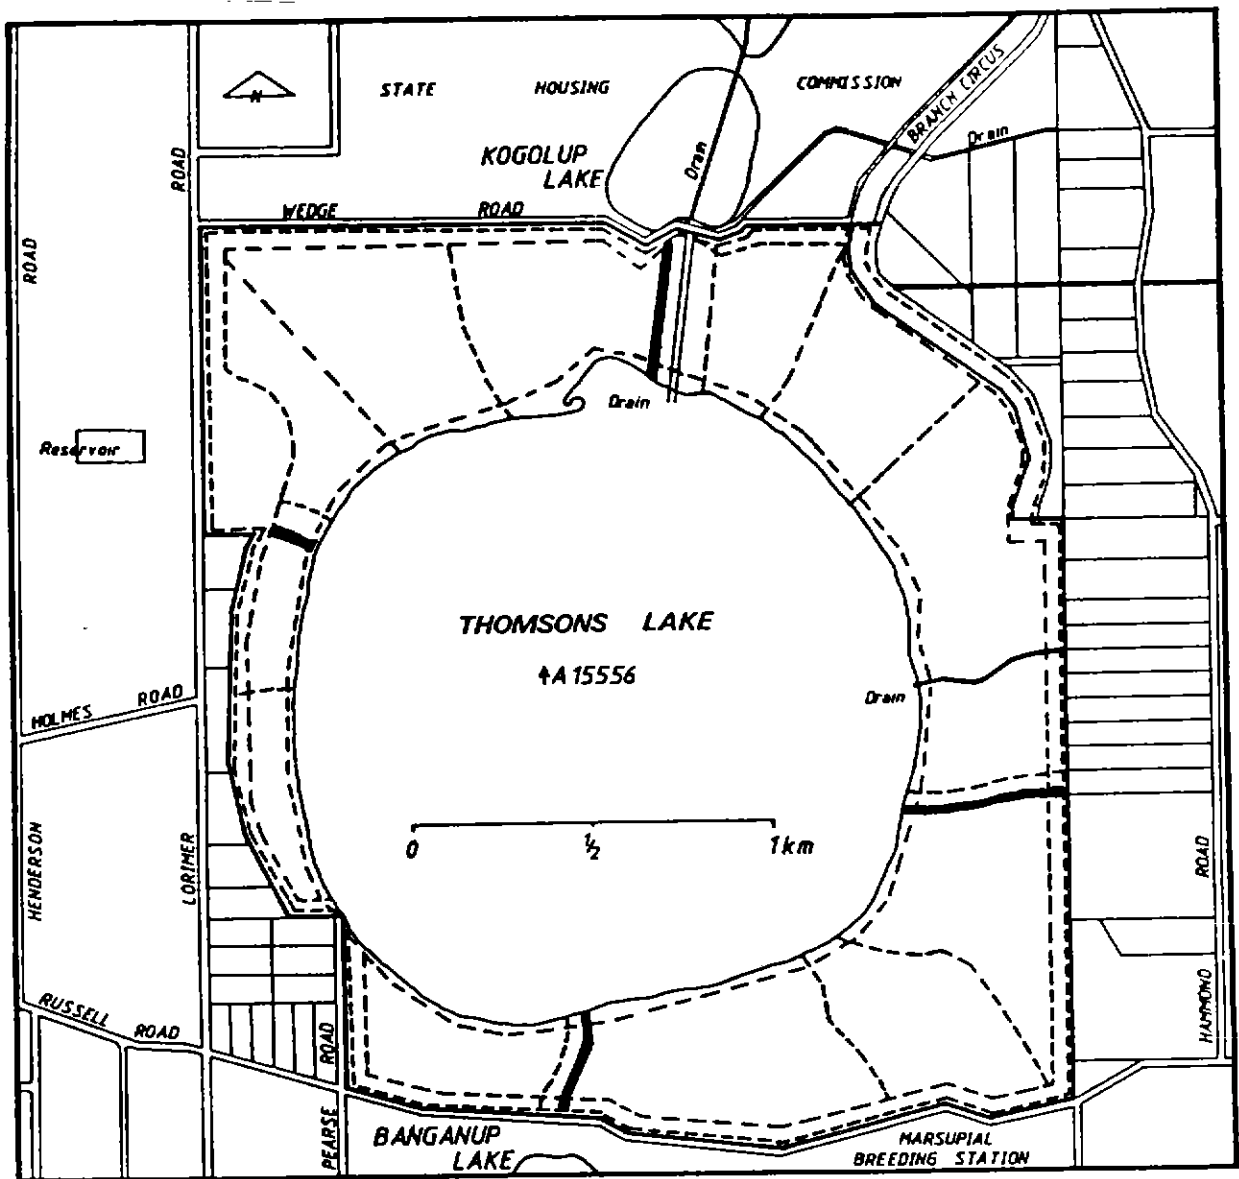 N
STATE HOUSING COMMISSION
BRANCH CIRCUS
Drain
KOGOLUP
LAKE
Drain
ROAD
WEDGE ROAD
ROAD
Drain
Reservoir
THOMSONS LAKE
A 15556
Drain
HOLMES ROAD
0 ½ 1km
HENDERSON
LORIMER
ROAD
RUSSELL ROAD
ROAD
HAMMOND
PEARSE
BANGANUP
LAKE
MARSUPIAL
BREEDING STATION